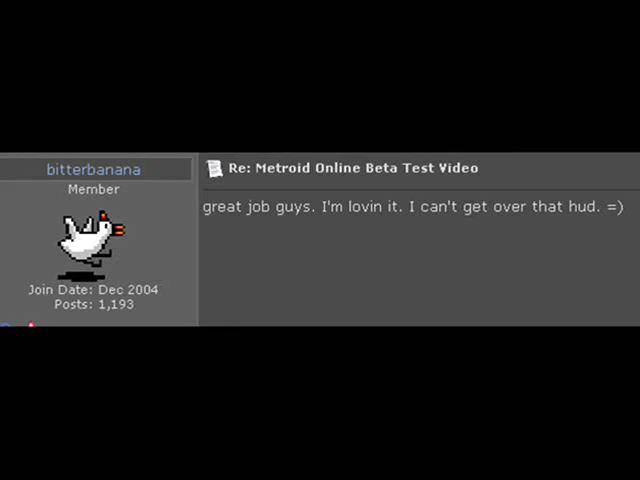 bitterbanana
Member
Join Date: Dec 2004
Posts: 1,193
Re: Metroid Online Beta Test Video
great job guys. I'm lovin it. I can't get over that hud. =)